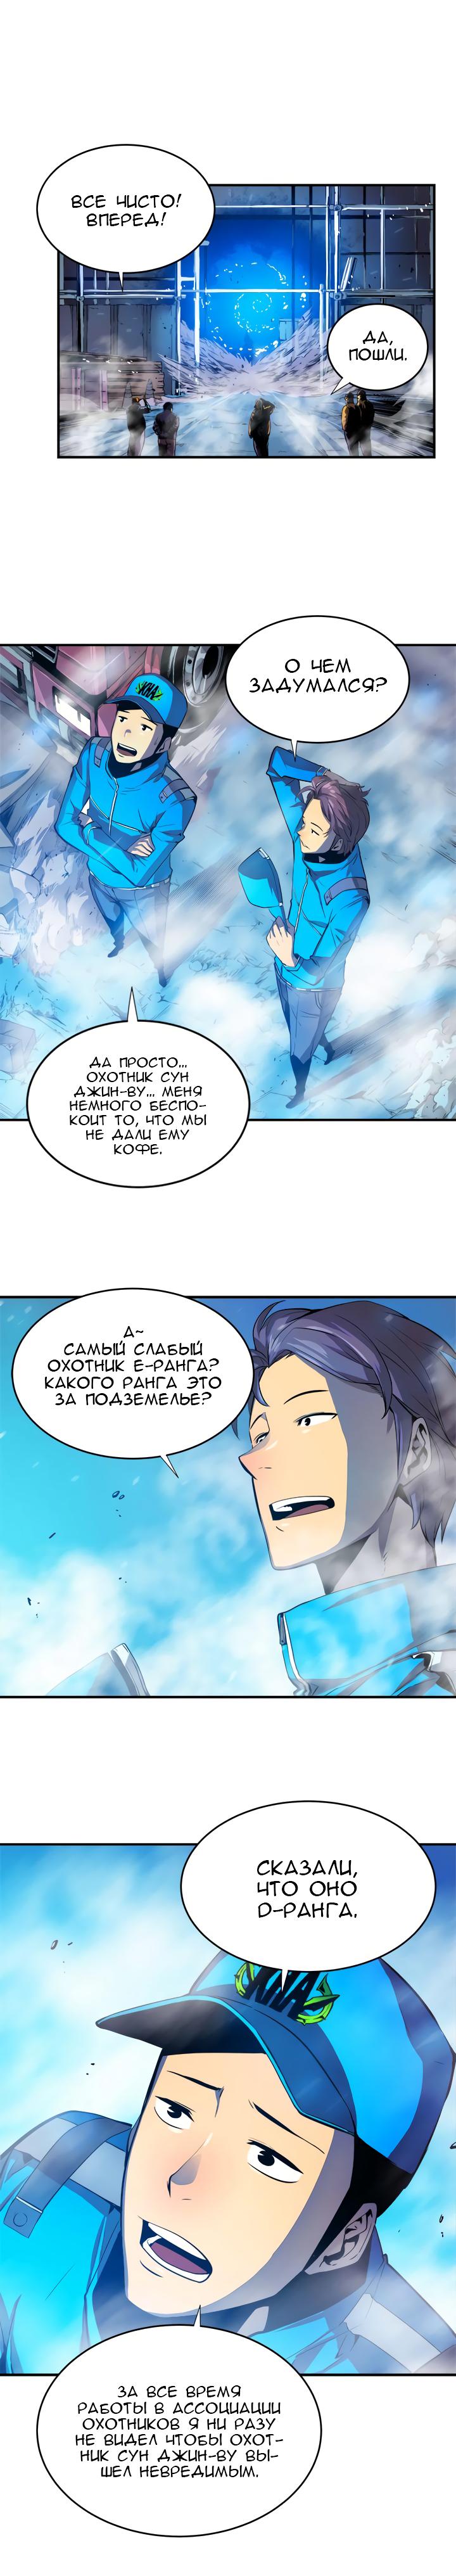 ВСЕ ЧИСТО!
ВПЕРЕД!
ДА,
ПОШЛИ.
О ЧЕМ
ЗАДУМАЛСЯ?
ДА ПРОСТО...
ОХОТНИК СУН
ДЖИН-ВУ... МЕНЯ
НЕМНОГО БЕСПО-
КОИТ ТО, ЧТО МЫ
НЕ ДАЛИ ЕМУ
КОФЕ.
А~
САМЫЙ СЛАБЫЙ
ОХОТНИК Е-РАНГА?
КАКОГО РАНГА ЭТО
ЗА ПОДЗЕМЕЛЬЕ?
СКАЗАЛИ,
ЧТО ОНО
D-РАНГА.
ЗА ВСЕ ВРЕМЯ
РАБОТЫ В АССОЦИАЦИИ
ОХОТНИКОВ Я НИ РАЗУ
НЕ ВИДЕЛ ЧТОБЫ ОХОТ-
НИК СУН ДЖИН-ВУ ВЫ-
ШЕЛ НЕВРЕДИМЫМ.